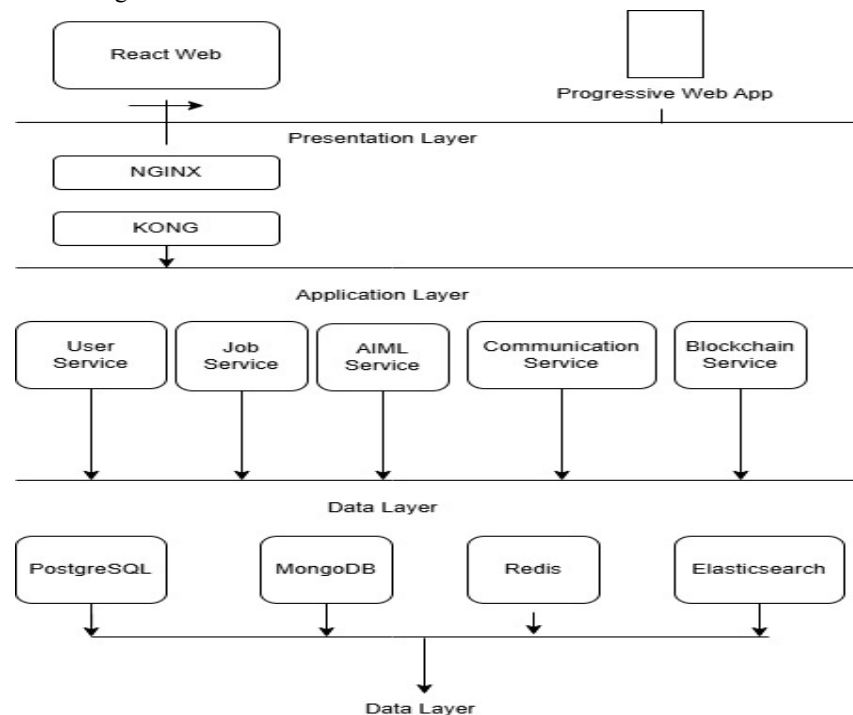 React Web
Progressive Web App
Presentation Layer
NGINX
KONG
Application Layer
User
Service
Job
Service
AIML
Service
Communication
Service
Blockchain
Service
Data Layer
PostgreSQL
MongoDB
Redis
Elasticsearch
Data Layer